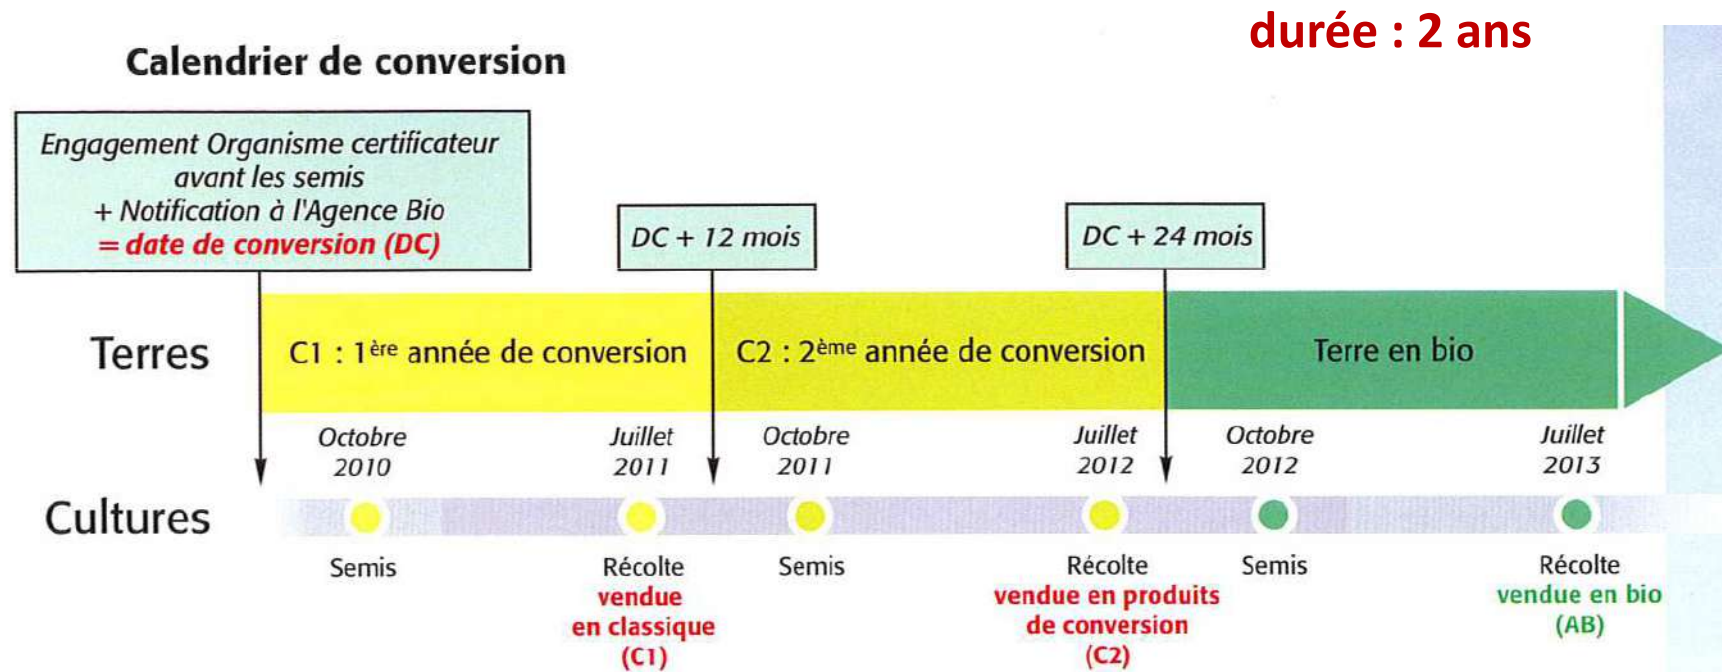 durée : 2 ans
Calendrier de conversion
Engagement Organisme certificateur
avant les semis
+ Notification à l'Agence Bio
= date de conversion (DC)
DC + 12 mois
DC + 24 mois
Terres
C1 : 1ère année de conversion
C2 : 2ème année de conversion
Terre en bio
Octobre
2010
Juillet
2011
Octobre
2011
Juillet
2012
Octobre
2012
Juillet
2013
Cultures
Semis
Récolte
vendue
en classique
(C1)
Semis
Récolte
vendue en produits
de conversion
(C2)
Semis
Récolte
vendue en bio
(AB)